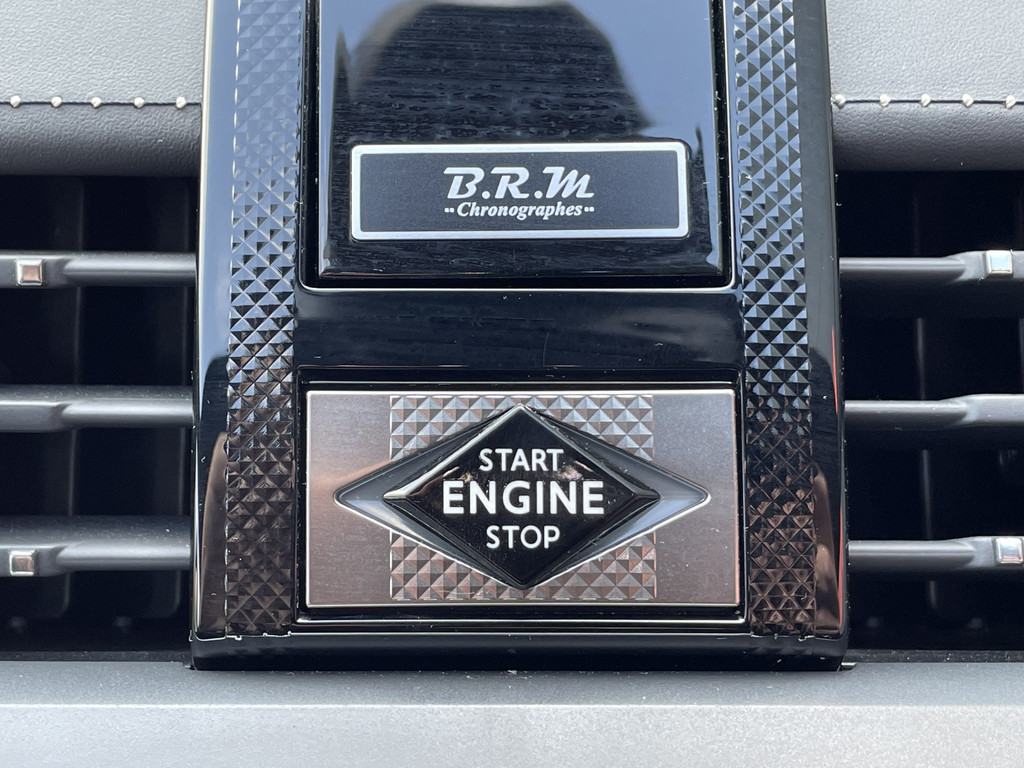 B.R.M
Chronographes
START
ENGINE
STOP